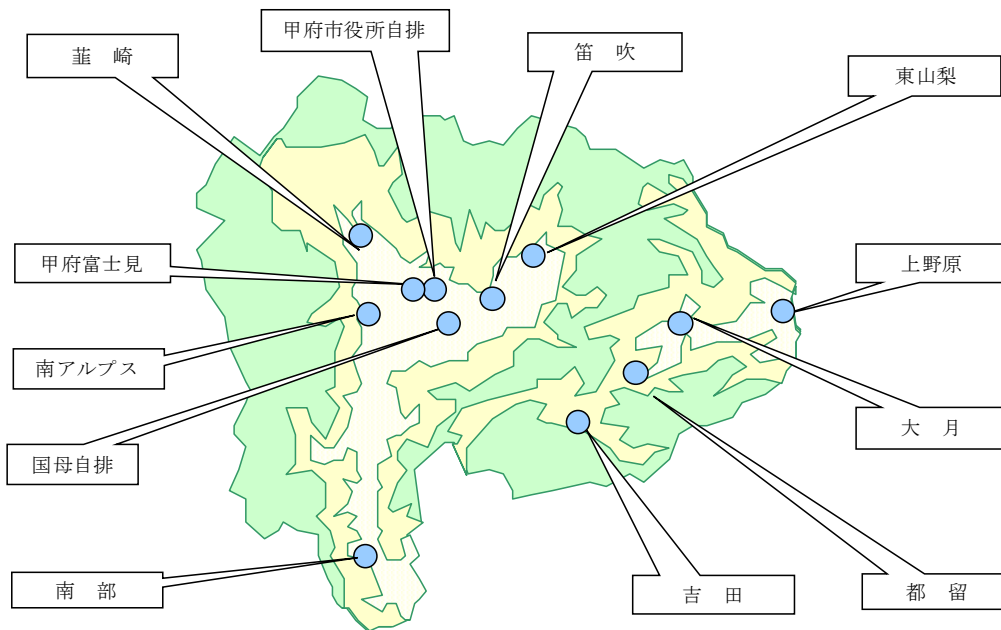 甲府市役所自排
韮　崎
笛　吹
東山梨
甲府富士見
上野原
南アルプス
大　月
国母自排
南　部
吉　田
都　留